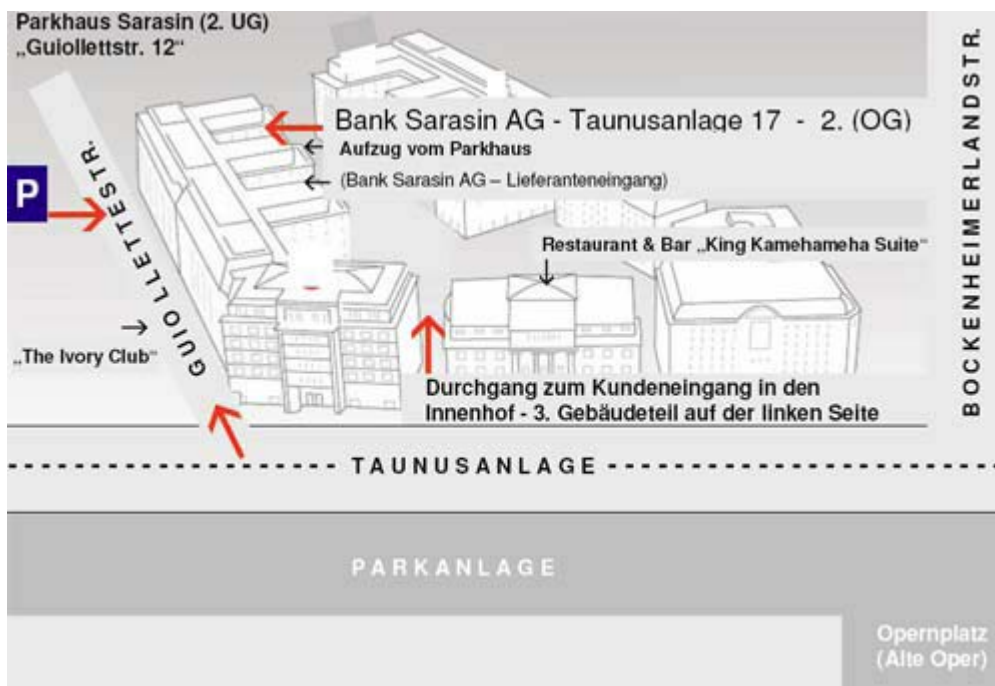 Parkhaus Sarasin (2. UG)
„Guiollettstr. 12“
Bank Sarasin AG - Taunusanlage 17 - 2. (OG)
Aufzug vom Parkhaus
(Bank Sarasin AG – Lieferanteneingang)
P
GUIOLLETTESTR.
BOCKENHEIMERLANDSTR.
Restaurant & Bar „King Kamehameha Suite“
„The Ivory Club“
Durchgang zum Kundeneingang in den
Innenhof - 3. Gebäudeteil auf der linken Seite
TAUNUSANLAGE
PARKANLAGE
Opernplatz
(Alte Oper)